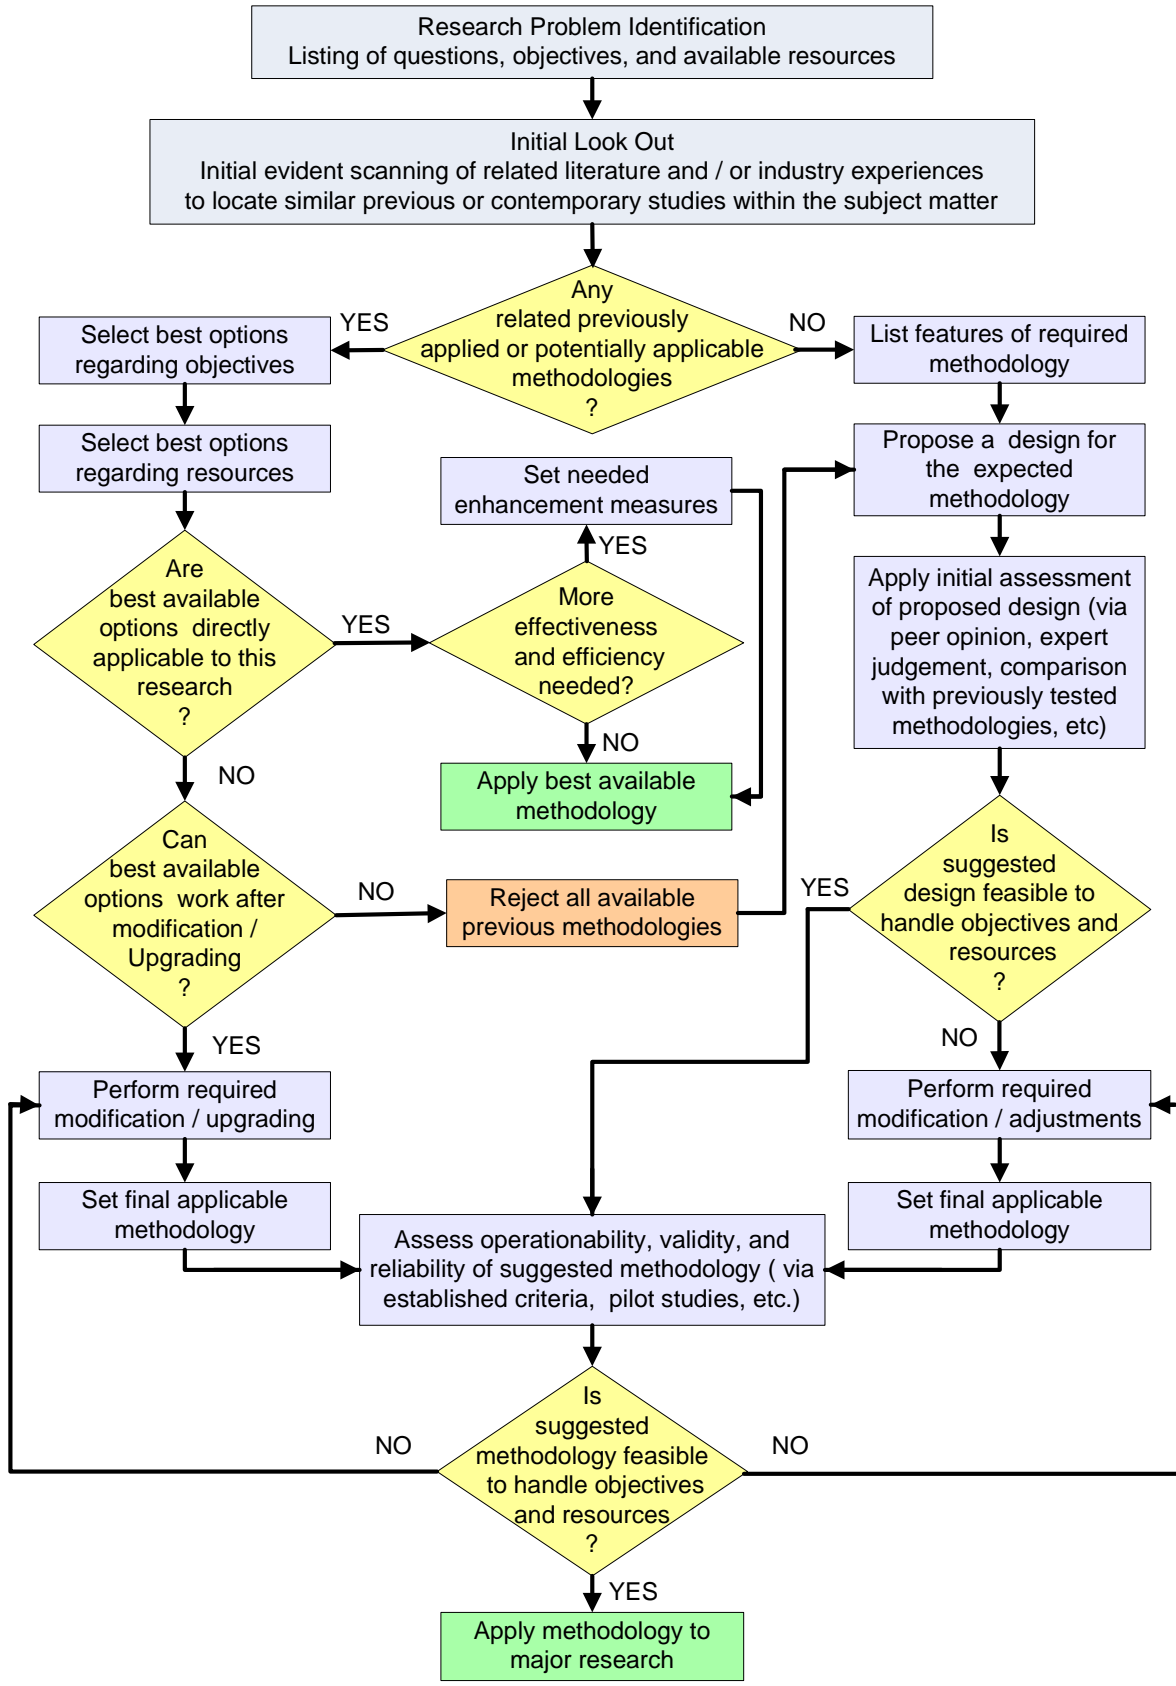 Research Problem Identification
Listing of questions, objectives, and available resources
Initial Look Out
Initial evident scanning of related literature and / or industry experiences
to locate similar previous or contemporary studies within the subject matter
Any
related previously
applied or potentially applicable
methodologies
?
YES
NO
Select best options
regarding objectives
List features of required
methodology
Select best options
regarding resources
Set needed
enhancement measures
Propose a design for
the expected
methodology
YES
Are
best available
options directly
applicable to this
research
?
YES
More
effectiveness
and efficiency
needed?
Apply initial assessment
of proposed design (via
peer opinion, expert
judgement, comparison
with previously tested
methodologies, etc)
NO
NO
Apply best available
methodology
Can
best available
options work after
modification /
Upgrading
?
NO
Reject all available
previous methodologies
YES
Is
suggested
design feasible to
handle objectives and
resources
?
YES
NO
Perform required
modification / upgrading
Perform required
modification / adjustments
Set final applicable
methodology
Set final applicable
methodology
Assess operationability, validity, and
reliability of suggested methodology ( via
established criteria, pilot studies, etc.)
Is
suggested
methodology feasible
to handle objectives
and resources
?
NO
NO
YES
Apply methodology to
major research